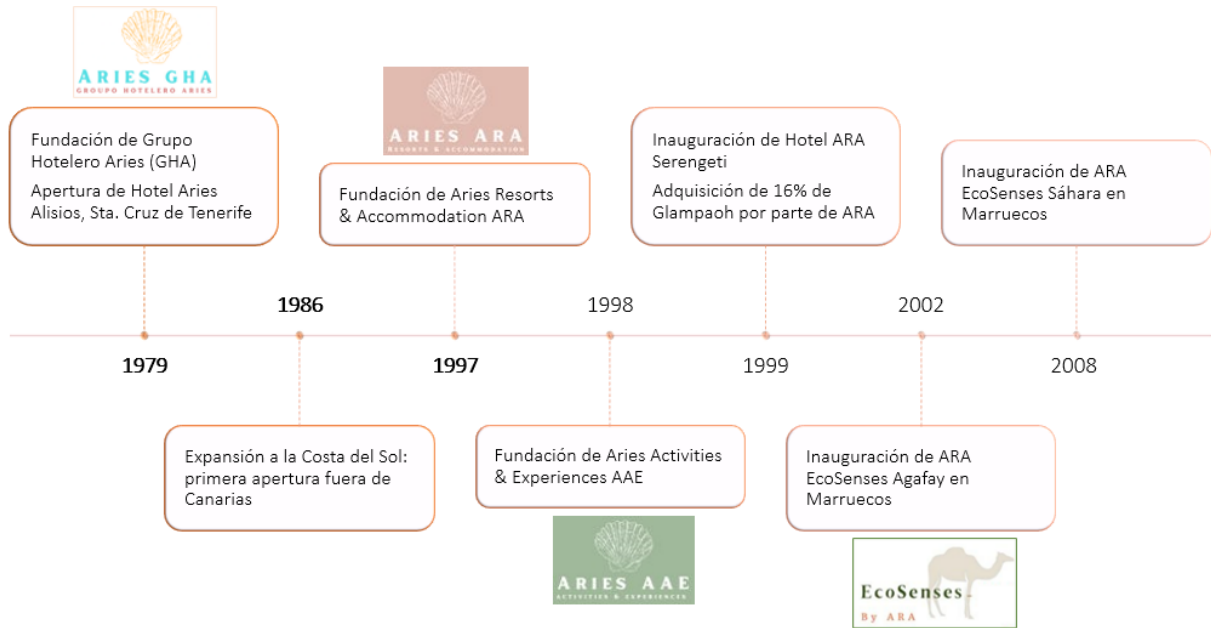 ARIES GHA
GROUPO HOTELERO ARIES
Fundación de Grupo
Hotelero Aries (GHA)
Apertura de Hotel Aries
Alisios, Sta. Cruz de Tenerife
ARIES ARA
RESORTS & ACCOMMODATION
Fundación de Aries Resorts
& Accommodation ARA
Inauguración de Hotel ARA
Serengeti
Adquisición de 16% de
Glampaoh por parte de ARA
Inauguración de ARA
EcoSenses Sáhara en
Marruecos
1986
1998
2002
1979
1997
1999
2008
Expansión a la Costa del Sol:
primera apertura fuera de
Canarias
Fundación de Aries Activities
& Experiences AAE
ARIES AAE
ACTIVITIES & EXPERIENCES
Inauguración de ARA
EcoSenses Agafay en
Marruecos
EcoSenses
By ARA